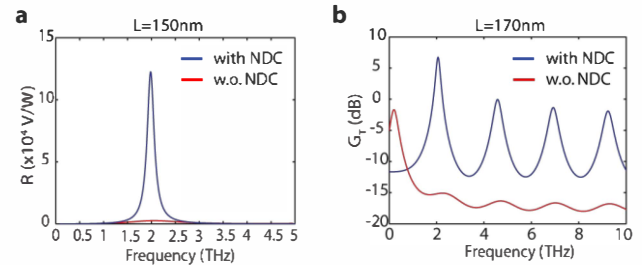 a
L=150nm
15
10
5
0
R (x10⁴ V/W)
with NDC
w.o. NDC
0 0.5 1 1.5 2 2.5 3 3.5 4 4.5 5
Frequency (THz)
b
L=170nm
10
5
0
-5
-10
-15
-20
G_T (dB)
with NDC
w.o. NDC
0 2 4 6 8 10
Frequency (THz)